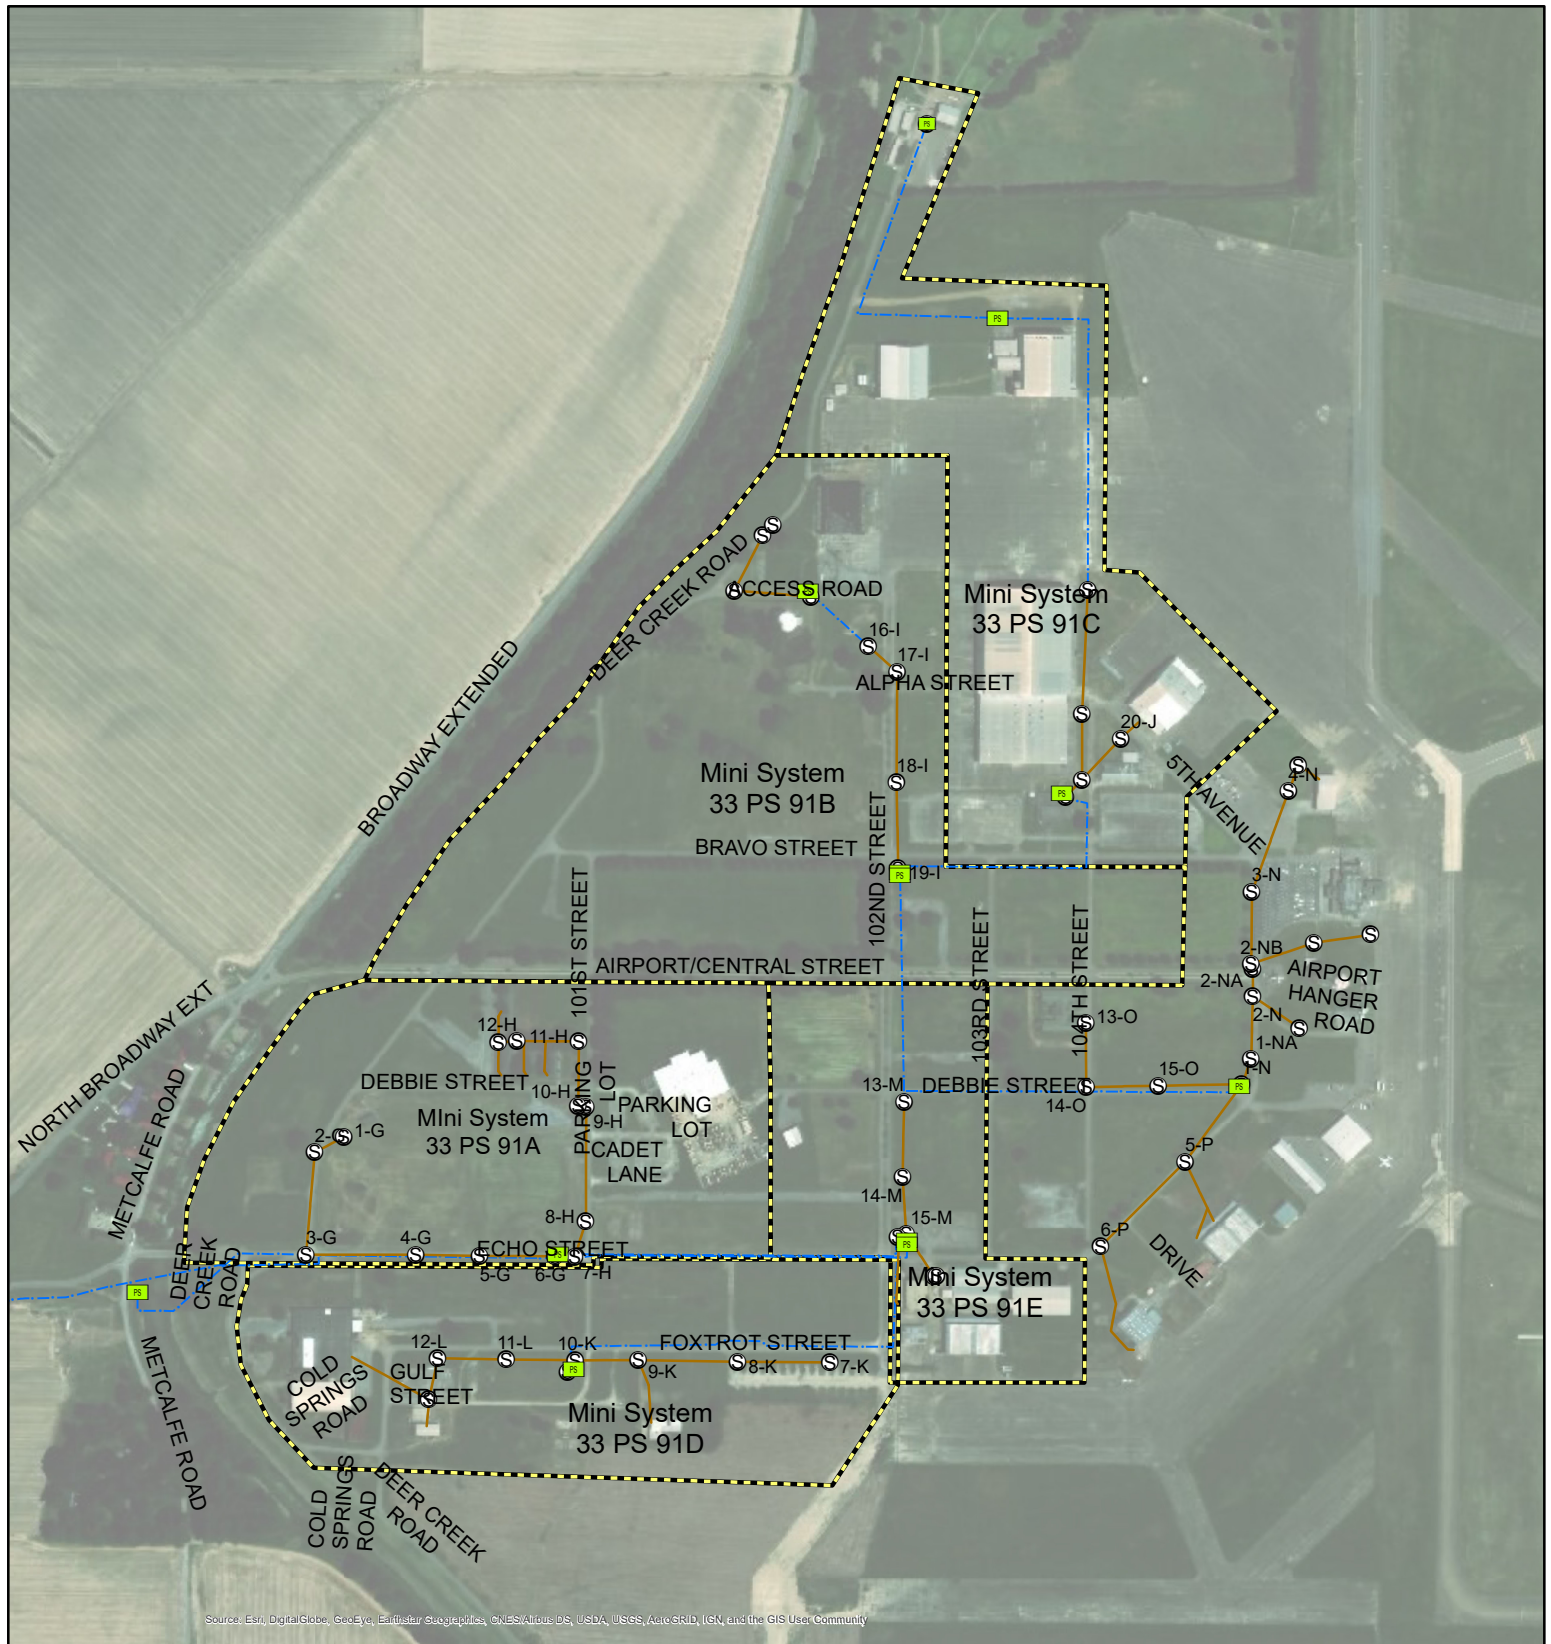 PS
PS
DEER CREEK ROAD
PS
ACCESS ROAD
Mini System
33 PS 91C
16-I
17-I
ALPHA STREET
BROADWAY EXTENDED
20-J
Mini System
33 PS 91B
18-I
5TH AVENUE
4-N
PS
102ND STREET
BRAVO STREET
19-I
PS
3-N
101ST STREET
103RD STREET
104TH STREET
AIRPORT/CENTRAL STREET
2-NB
2-NA
AIRPORT
HANGER
ROAD
2-N
NORTH BROADWAY EXT
12-H
11-H
13-O
1-NA
DEBBIE STREET
10-H
PARKING
LOT
9-H
PARKING
LOT
13-M
DEBBIE STREET
14-O
15-O
PS
METCALFE ROAD
MIni System
33 PS 91A
2-G
1-G
CADET
LANE
5-P
14-M
8-H
15-M
PS
6-P
3-G
4-G
ECHO STREET
PS
5-G
6-G
7-H
DEER
CREEK
ROAD
DRIVE
PS
Mini System
33 PS 91E
12-L
11-L
10-K
FOXTROT STREET
PS
9-K
8-K
7-K
METCALFE ROAD
COLD
SPRINGS
ROAD
GULF
STREET
Mini System
33 PS 91D
COLD
SPRINGS
ROAD
DEER CREEK
ROAD
Source: Esri, DigitalGlobe, GeoEye, Earthstar Geographics, CNES/Airbus DS, USDA, USGS, AeroGRID, IGN, and the GIS User Community